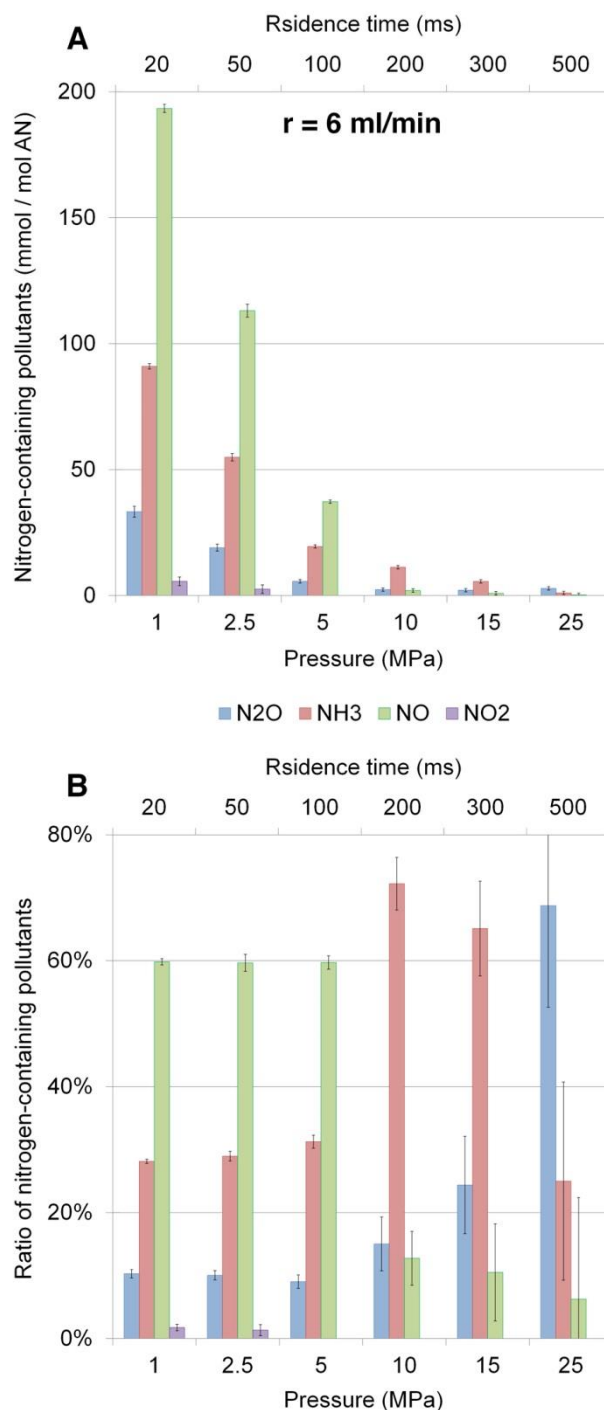 A
Rsidence time (ms)
20 50 100 200 300 500
r = 6 ml/min
Nitrogen-containing pollutants (mmol / mol AN)
200
150
100
50
0
1 2.5 5 10 15 25
Pressure (MPa)
N2O NH3 NO NO2
B
Rsidence time (ms)
20 50 100 200 300 500
Ratio of nitrogen-containing pollutants
80%
60%
40%
20%
0%
1 2.5 5 10 15 25
Pressure (MPa)